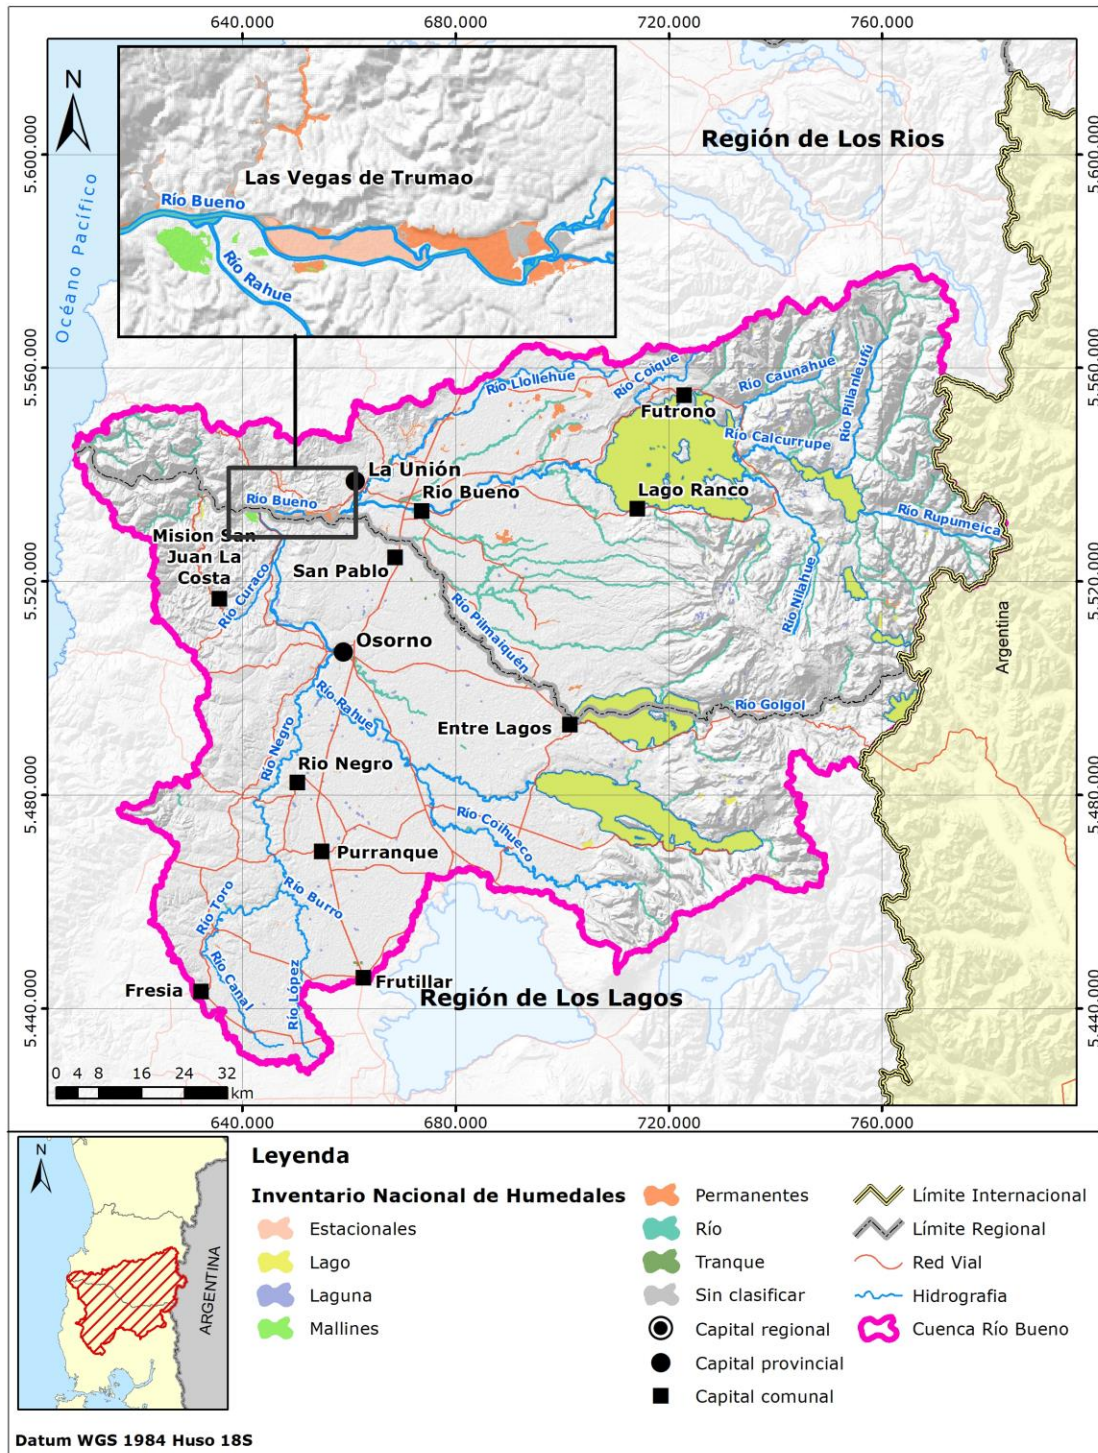 640.000 680.000 720.000 760.000
N
Océano Pacífico
Las Vegas de Trumao
Río Bueno
Río Rahue
Región de Los Rios
5.600.000
5.600.000
5.560.000
5.560.000
Río Llollehue
Río Coique
Río Caunahue
Río Pillanleufú
Futrono
Río Calcurrupe
La Unión
Río Bueno
Rio Bueno
Lago Ranco
Río Rupumeica
Mision San
Juan La
Costa
San Pablo
5.520.000
5.520.000
Río Curaco
Río Pilmaiquén
Río Nilahue
Argentina
Osorno
Río Rahue
Río Negro
Entre Lagos
Río Golgol
Rio Negro
5.480.000
5.480.000
Río Coihueco
Purranque
Río Toro
Río Burro
Río Canal
Río López
Fresia
Frutillar
Región de Los Lagos
5.440.000
5.440.000
0 4 8 16 24 32
km
640.000 680.000 720.000 760.000
N
ARGENTINA
Datum WGS 1984 Huso 18S
Leyenda
Inventario Nacional de Humedales
Estacionales
Lago
Laguna
Mallines
Permanentes
Río
Tranque
Sin clasificar
Capital regional
Capital provincial
Capital comunal
Límite Internacional
Límite Regional
Red Vial
Hidrografia
Cuenca Río Bueno